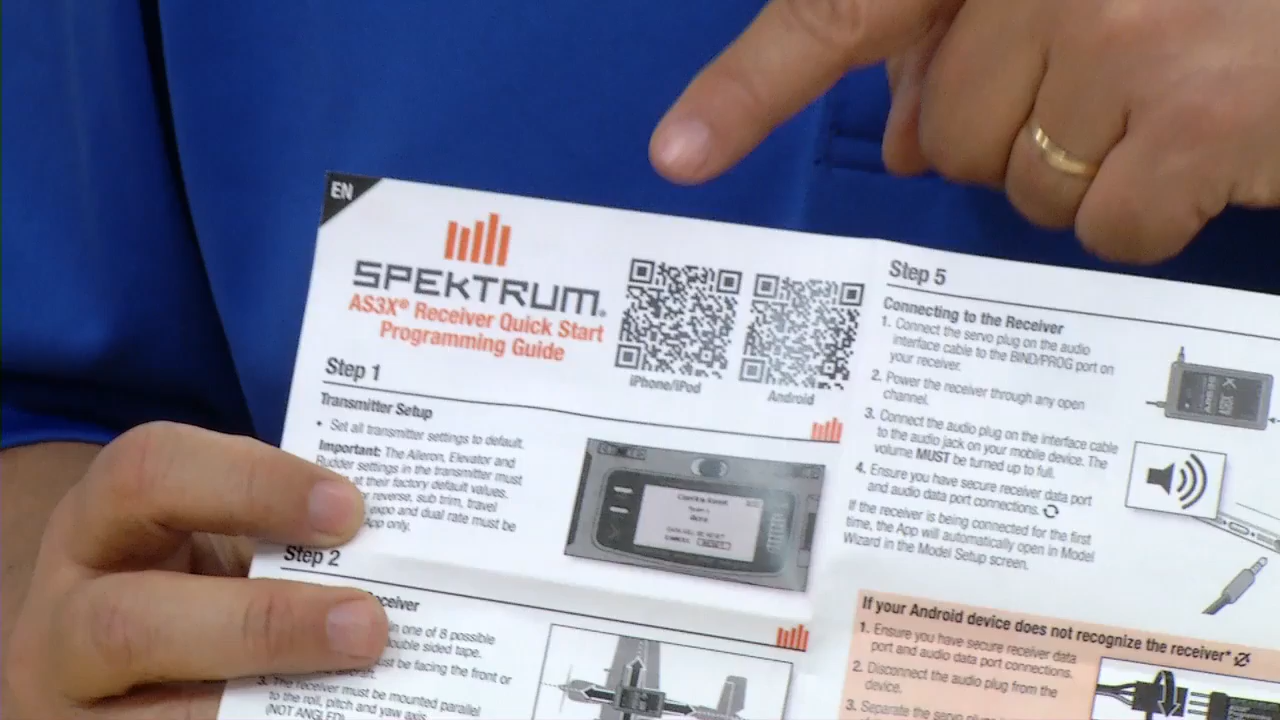 EN
SPEKTRUM®
AS3X® Receiver Quick Start
Programming Guide
iPhone/iPod
Android
Step 1
Transmitter Setup
• Set all transmitter settings to default.
Important: The Aileron, Elevator and
Rudder settings in the transmitter must
at their factory default values.
reverse, sub trim, travel
expo and dual rate must be
App only.
Step 2
eceiver
in one of 8 possible
double sided tape.
ust be facing the front or
3. The receiver must be mounted parallel
to the roll, pitch and yaw axis
(NOT ANGLED)
Step 5
Connecting to the Receiver
1. Connect the servo plug on the audio
interface cable to the BIND/PROG port on
your receiver.
2. Power the receiver through any open
channel.
3. Connect the audio plug on the interface cable
to the audio jack on your mobile device. The
volume MUST be turned up to full.
4. Ensure you have secure receiver data port
and audio data port connections.
If the receiver is being connected for the first
time, the App will automatically open in Model
Wizard in the Model Setup screen.
If your Android device does not recognize the receiver*
1. Ensure you have secure receiver data
port and audio data port connections.
2. Disconnect the audio plug from the
device.
3. Separate the servo plug